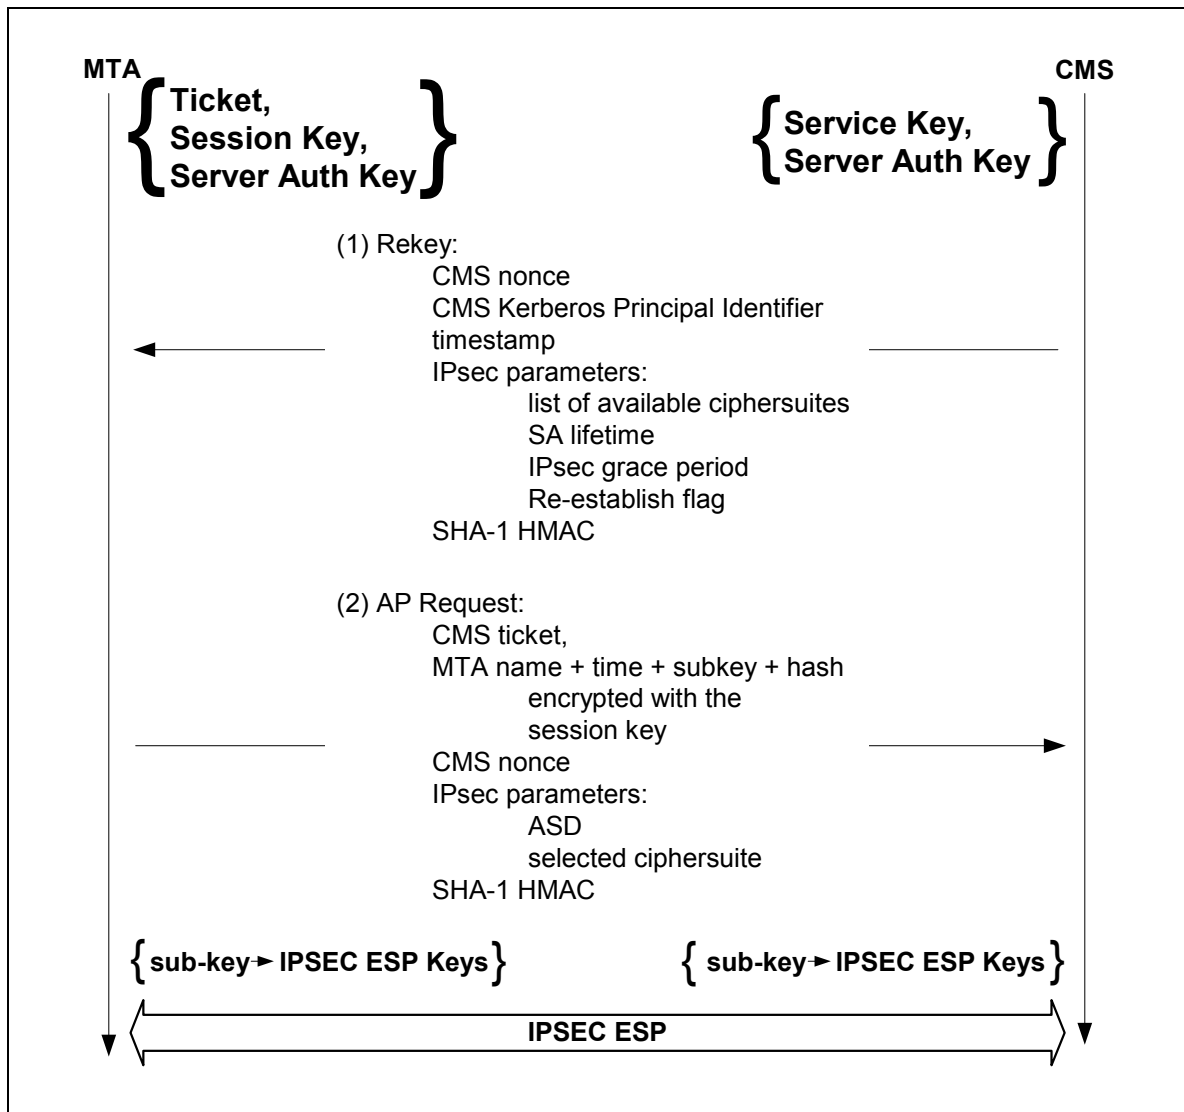 MTA
CMS
Ticket,
Session Key,
Server Auth Key
Service Key,
Server Auth Key
(1) Rekey:
CMS nonce
CMS Kerberos Principal Identifier
timestamp
IPsec parameters:
list of available ciphersuites
SA lifetime
IPsec grace period
Re-establish flag
SHA-1 HMAC
(2) AP Request:
CMS ticket,
MTA name + time + subkey + hash
encrypted with the
session key
CMS nonce
IPsec parameters:
ASD
selected ciphersuite
SHA-1 HMAC
{ sub-key→ IPSEC ESP Keys}
{ sub-key→ IPSEC ESP Keys}
IPSEC ESP